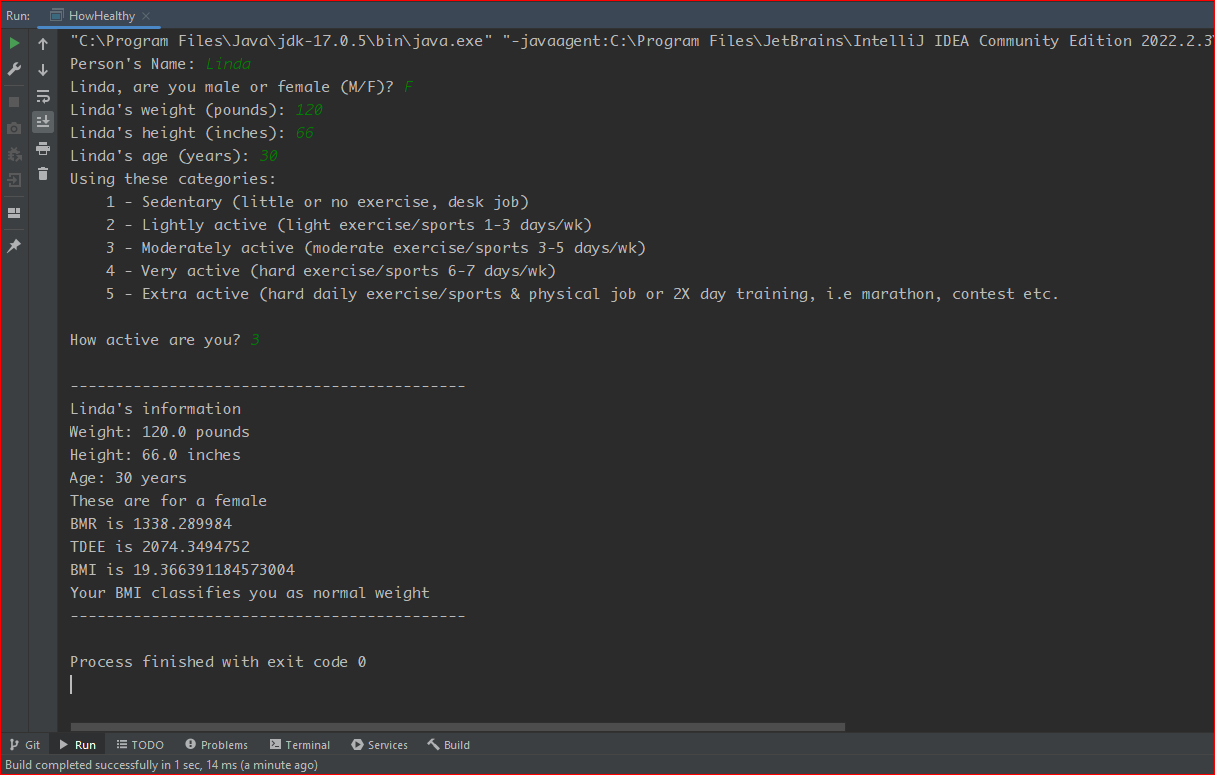 Run: HowHealthy
"C:\Program Files\Java\jdk-17.0.5\bin\java.exe" "-javaagent:C:\Program Files\JetBrains\IntelliJ IDEA Community Edition 2022.2.3\
Person's Name: Linda
Linda, are you male or female (M/F)? F
Linda's weight (pounds): 120
Linda's height (inches): 66
Linda's age (years): 30
Using these categories:
    1 - Sedentary (little or no exercise, desk job)
    2 - Lightly active (light exercise/sports 1-3 days/wk)
    3 - Moderately active (moderate exercise/sports 3-5 days/wk)
    4 - Very active (hard exercise/sports 6-7 days/wk)
    5 - Extra active (hard daily exercise/sports & physical job or 2X day training, i.e marathon, contest etc.
How active are you? 3
--------------------------------------------
Linda's information
Weight: 120.0 pounds
Height: 66.0 inches
Age: 30 years
These are for a female
BMR is 1338.289984
TDEE is 2074.3494752
BMI is 19.366391184573004
Your BMI classifies you as normal weight
--------------------------------------------
Process finished with exit code 0
Git Run TODO Problems Terminal Services Build
Build completed successfully in 1 sec, 14 ms (a minute ago)